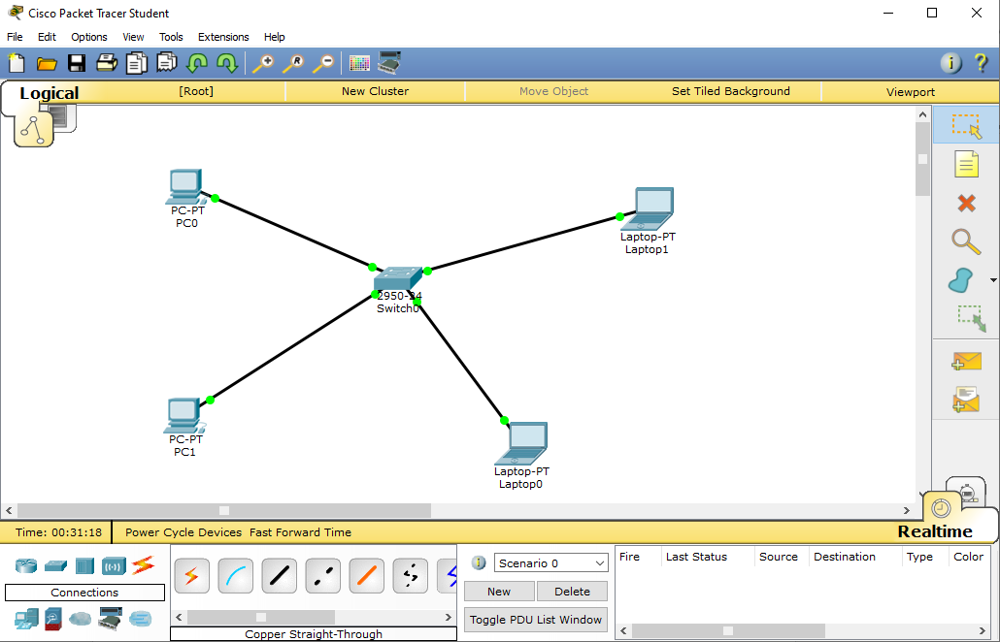 Cisco Packet Tracer Student
File Edit Options View Tools Extensions Help
Logical [Root] New Cluster Move Object Set Tiled Background Viewport
PC-PT
PC0
Laptop-PT
Laptop1
2950-24
Switch0
PC-PT
PC1
Laptop-PT
Laptop0
Realtime
Time: 00:31:18 Power Cycle Devices Fast Forward Time
Connections
Copper Straight-Through
Scenario 0
New Delete
Toggle PDU List Window
Fire Last Status Source Destination Type Color